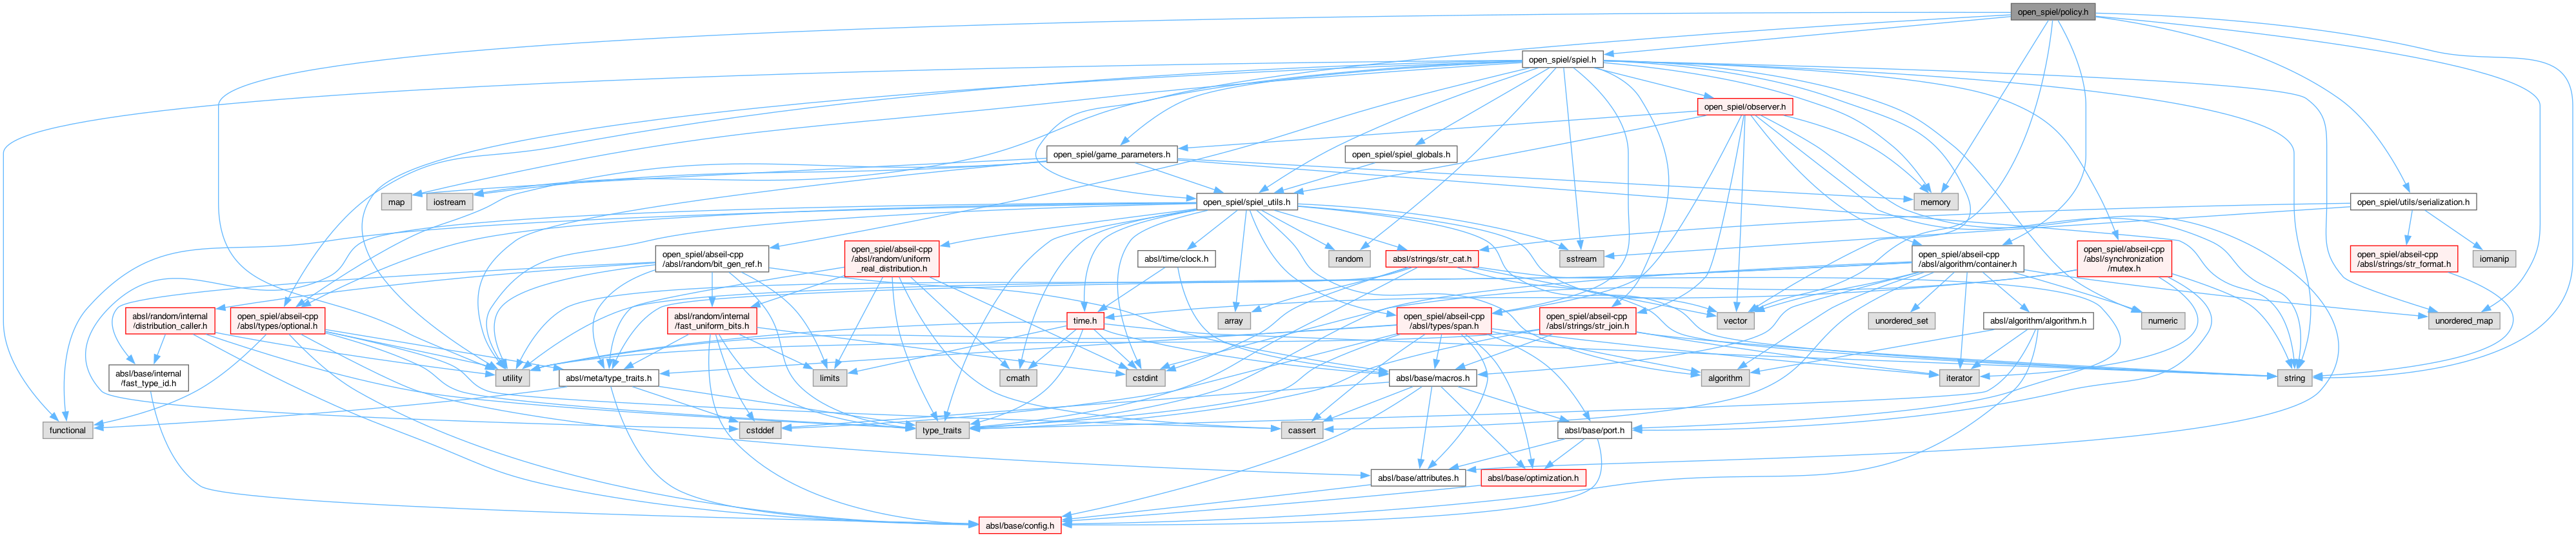 open_spiel/policy.h
open_spiel/spiel.h
open_spiel/observer.h
open_spiel/game_parameters.h
open_spiel/spiel_globals.h
map
iostream
open_spiel/spiel_utils.h
memory
open_spiel/utils/serialization.h
open_spiel/abseil-cpp
/absl/random/bit_gen_ref.h
open_spiel/abseil-cpp
/absl/random/uniform
_real_distribution.h
absl/time/clock.h
random
absl/strings/str_cat.h
sstream
open_spiel/abseil-cpp
/absl/algorithm/container.h
open_spiel/abseil-cpp
/absl/synchronization
/mutex.h
open_spiel/abseil-cpp
/absl/strings/str_format.h
iomanip
absl/random/internal
/distribution_caller.h
open_spiel/abseil-cpp
/absl/types/optional.h
absl/random/internal
/fast_uniform_bits.h
time.h
array
open_spiel/abseil-cpp
/absl/types/span.h
open_spiel/abseil-cpp
/absl/strings/str_join.h
vector
unordered_set
absl/algorithm/algorithm.h
numeric
unordered_map
absl/base/internal
/fast_type_id.h
utility
absl/meta/type_traits.h
limits
cmath
cstdint
absl/base/macros.h
algorithm
iterator
string
functional
cstddef
type_traits
cassert
absl/base/port.h
absl/base/attributes.h
absl/base/optimization.h
absl/base/config.h